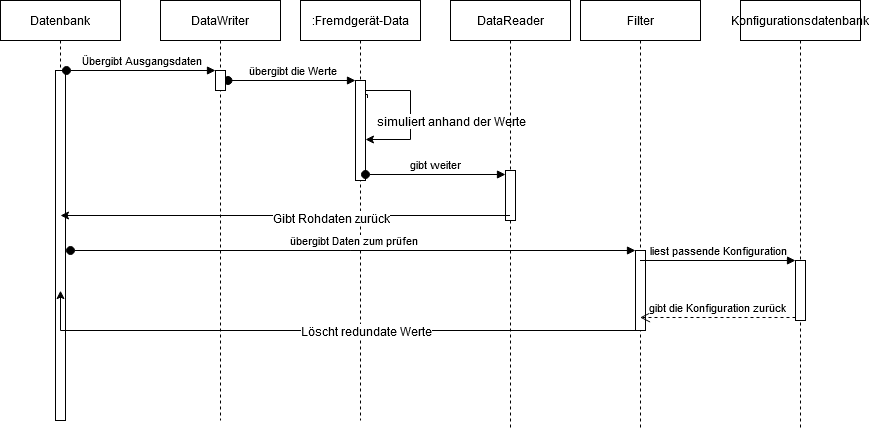 Datenbank
DataWriter
:Fremdgerät-Data
DataReader
Filter
Konfigurationsdatenbank
Übergibt Ausgangsdaten
übergibt die Werte
simuliert anhand der Werte
gibt weiter
Gibt Rohdaten zurück
übergibt Daten zum prüfen
liest passende Konfiguration
gibt die Konfiguration zurück
Löscht redundate Werte